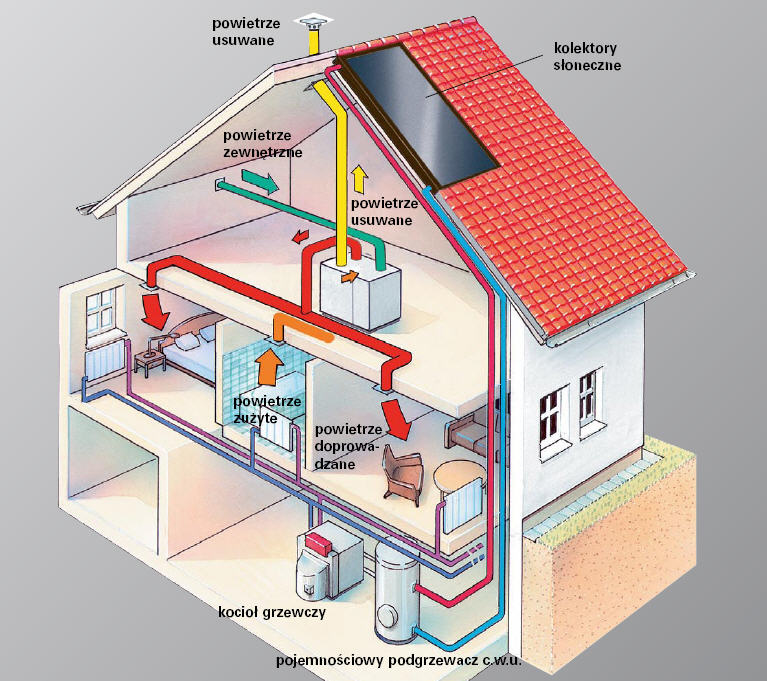 powietrze
usuwane
kolektory
słoneczne
powietrze
zewnetrzne
powietrze
usuwane
powietrze
zużyte
powietrze
doprowa-
dzane
kocioł grzewczy
pojemnościowy podgrzewacz c.w.u.